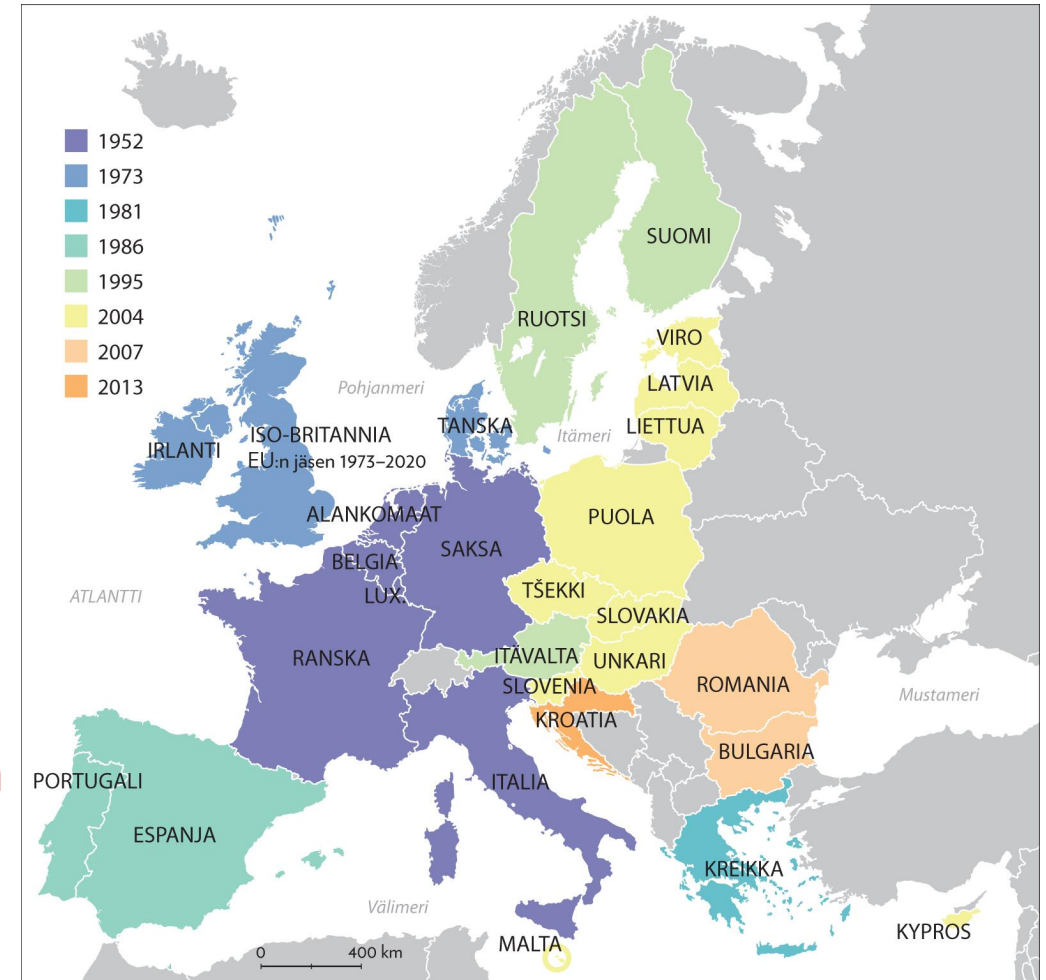 1952
1973
1981
1986
1995
2004
2007
2013
SUOMI
RUOTSI
VIRO
Pohjanmeri
LATVIA
TANSKA
LIETTUA
Itämeri
ISO-BRITANNIA
IRLANTI
EU:n jäsen 1973–2020
ALANKOMAAT
PUOLA
SAKSA
BELGIA
TŠEKKI
ATLANTTI
LUX.
SLOVAKIA
RANSKA
ITÄVALTA
UNKARI
SLOVENIA
ROMANIA
Mustameri
KROATIA
BULGARIA
PORTUGALI
ITALIA
ESPANJA
KREIKKA
Välimeri
KYPROS
MALTA
0 400 km